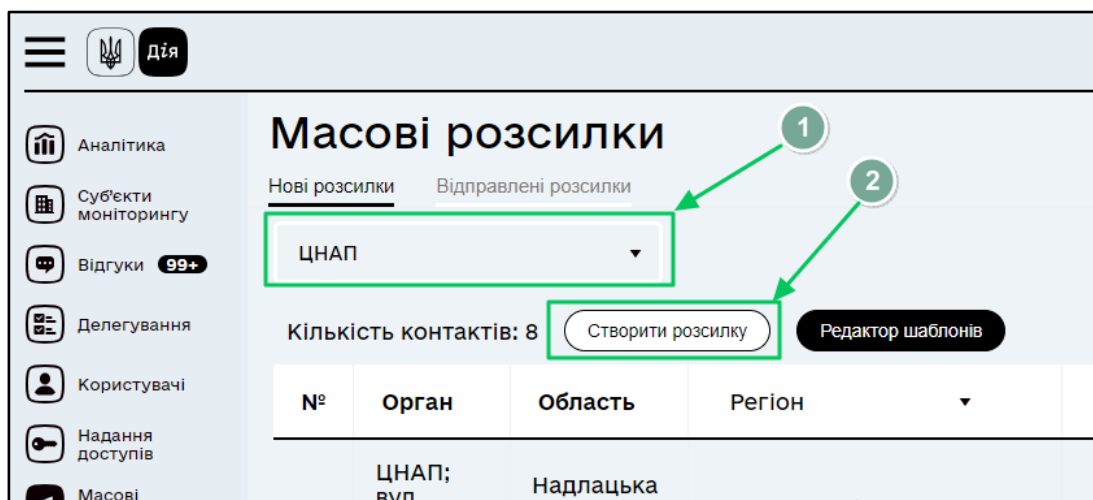 Дія
Масові розсилки
1
2
Нові розсилки
Відправлені розсилки
ЦНАП
Кількість контактів: 8
Створити розсилку
Редактор шаблонів
№
Орган
Область
Регіон
ЦНАП;
вул
Надлацька
Аналітика
Суб'єкти
моніторингу
Відгуки
99+
Делегування
Користувачі
Надання
доступів
Масові